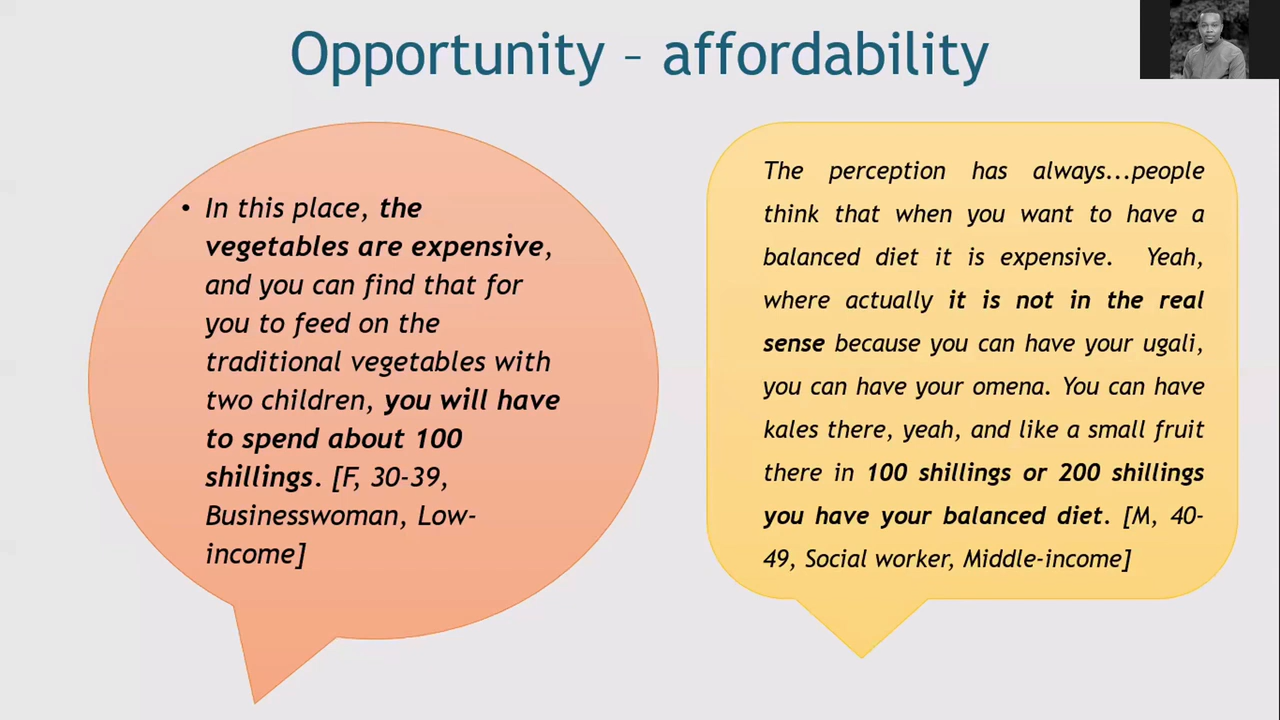 Opportunity – affordability
• In this place, the
vegetables are expensive,
and you can find that for
you to feed on the
traditional vegetables with
two children, you will have
to spend about 100
shillings. [F, 30-39,
Businesswoman, Low-
income]
The perception has always...people
think that when you want to have a
balanced diet it is expensive. Yeah,
where actually it is not in the real
sense because you can have your ugali,
you can have your omena. You can have
kales there, yeah, and like a small fruit
there in 100 shillings or 200 shillings
you have your balanced diet. [M, 40-
49, Social worker, Middle-income]